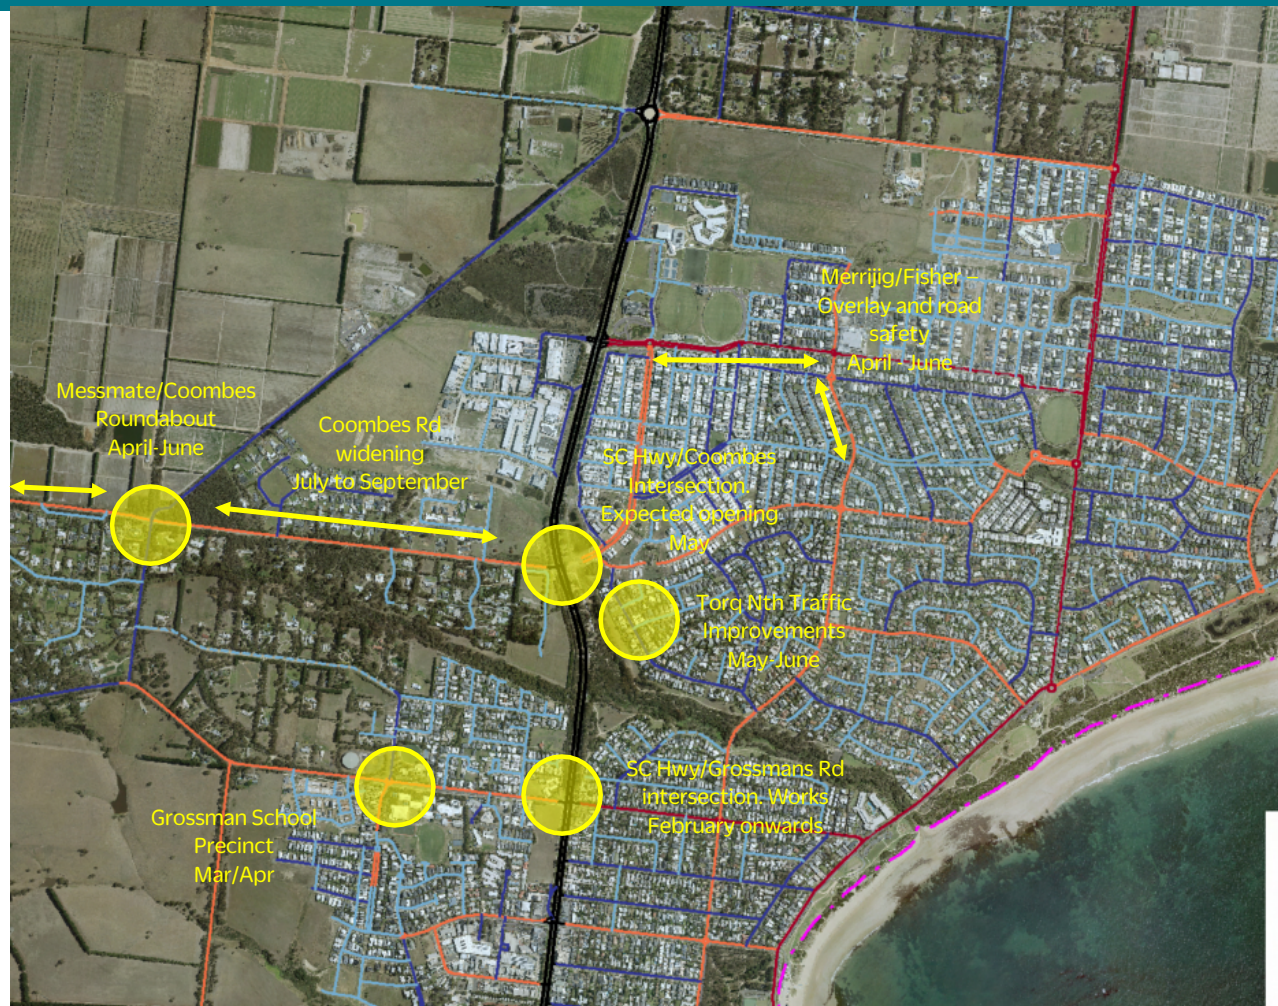 Merrijig/Fisher –
Overlay and road
safety
April - June
Messmate/Coombes
Roundabout
April-June
Coombes Rd
widening
July to September
SC Hwy/Coombes
Intersection.
Expected opening
May
Torq Nth Traffic
Improvements
May-June
SC Hwy/Grossmans Rd
intersection. Works
February onwards
Grossman School
Precinct
Mar/Apr